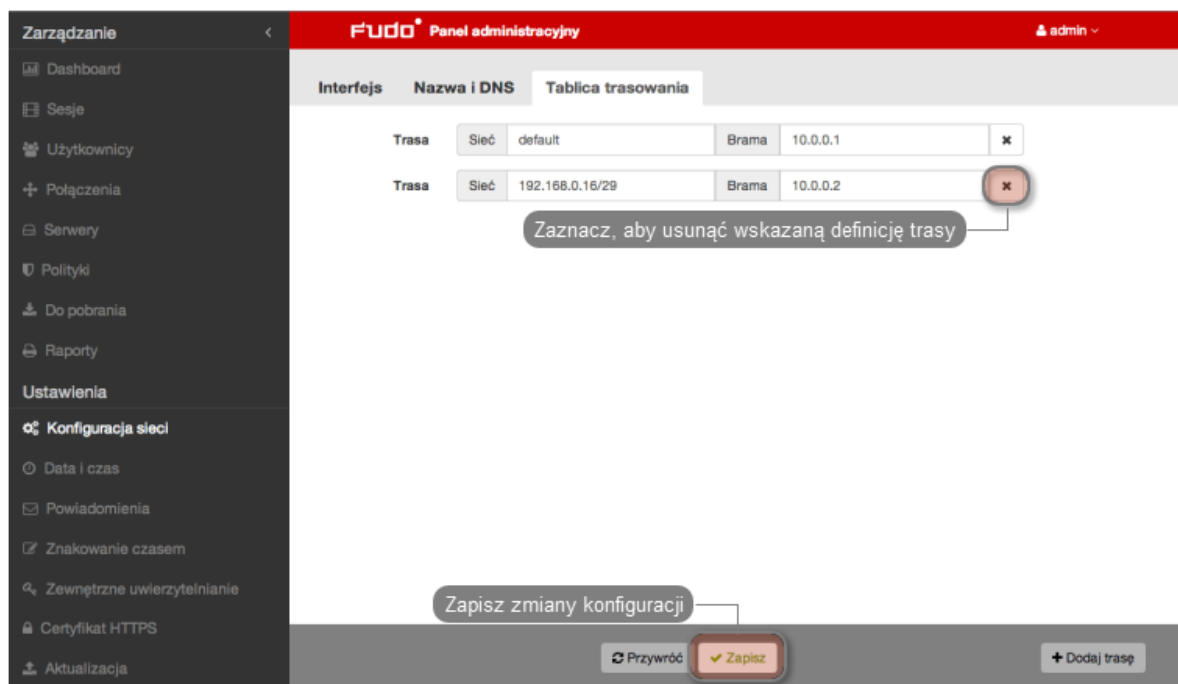 Zarządzanie
Fudo Panel administracyjny
admin
Dashboard
Sesje
Użytkownicy
Połączenia
Serwery
Polityki
Do pobrania
Raporty
Ustawienia
Konfiguracja sieci
Data i czas
Powiadomienia
Znakowanie czasem
Zewnętrzne uwierzytelnianie
Certyfikat HTTPS
Aktualizacja
Interfejs Nazwa i DNS Tablica trasowania
Trasa Sieć default Brama 10.0.0.1
Trasa Sieć 192.168.0.16/29 Brama 10.0.0.2
Zaznacz, aby usunąć wskazaną definicję trasy
Zapisz zmiany konfiguracji
Przywróć Zapisz Dodaj trasę